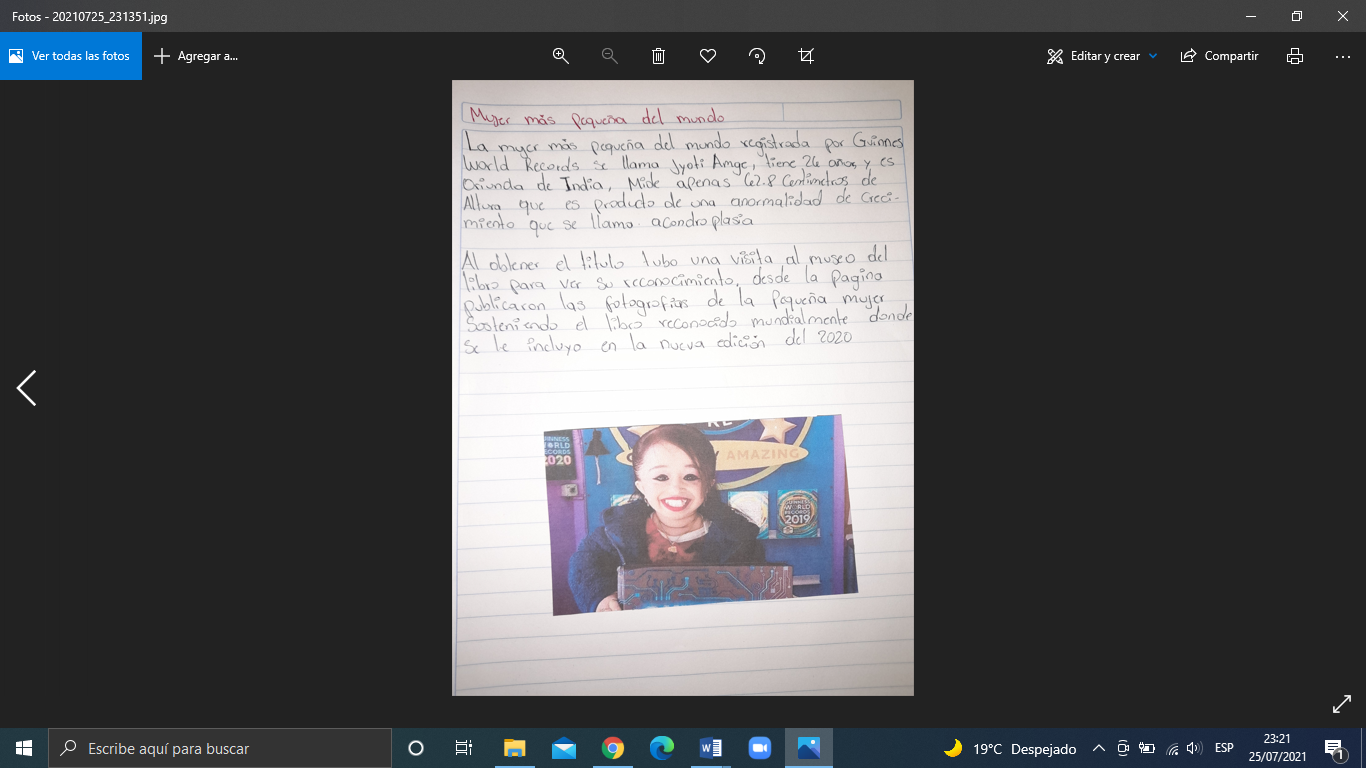 Fotos - 20210725_231351.jpg
Ver todas las fotos
Agregar a...
Editar y crear
Compartir
Mujer más pequeña del mundo
La mujer más pequeña del mundo registrada por Guinnes
World Records se llama Jyoti Amge, tiene 26 años, y es
Oriunda de India, Mide apenas 62.8 Centimetros de
Altura que es producto de una anormalidad de Creci-
miento que se llama acondroplasia
Al obtener el titulo tubo una visita al museo del
libro para ver su reconocimiento, desde la pagina
publicaron las fotografias de la Pequeña mujer
Sosteniendo el libro reconocido mundialmente donde
se le incluyo en la nueva edición del 2020
GUINNESS
WORLD
RECORDS
2020
AMAZING
GUINNESS
WORLD
RECORDS
2019
Escribe aquí para buscar
19°C Despejado
ESP
23:21
25/07/2021
1